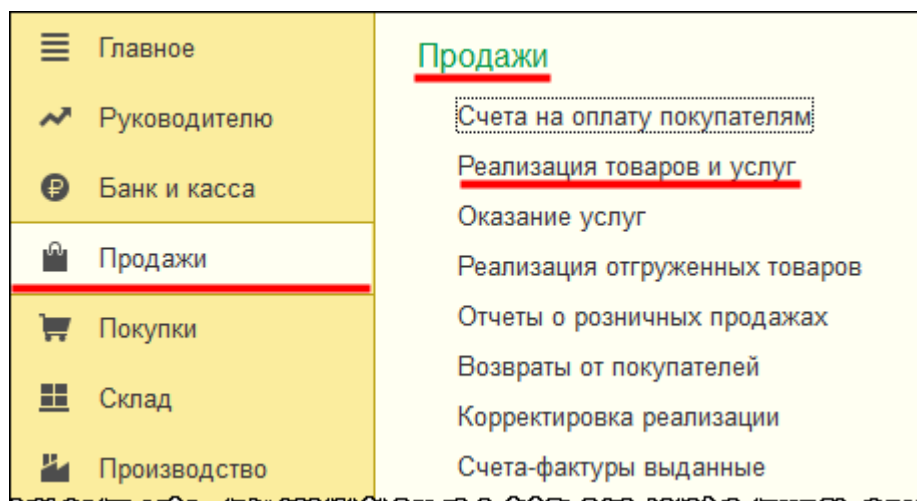 Главное
Руководителю
Банк и касса
Продажи
Покупки
Склад
Производство
Продажи
Счета на оплату покупателям
Реализация товаров и услуг
Оказание услуг
Реализация отгруженных товаров
Отчеты о розничных продажах
Возвраты от покупателей
Корректировка реализации
Счета-фактуры выданные